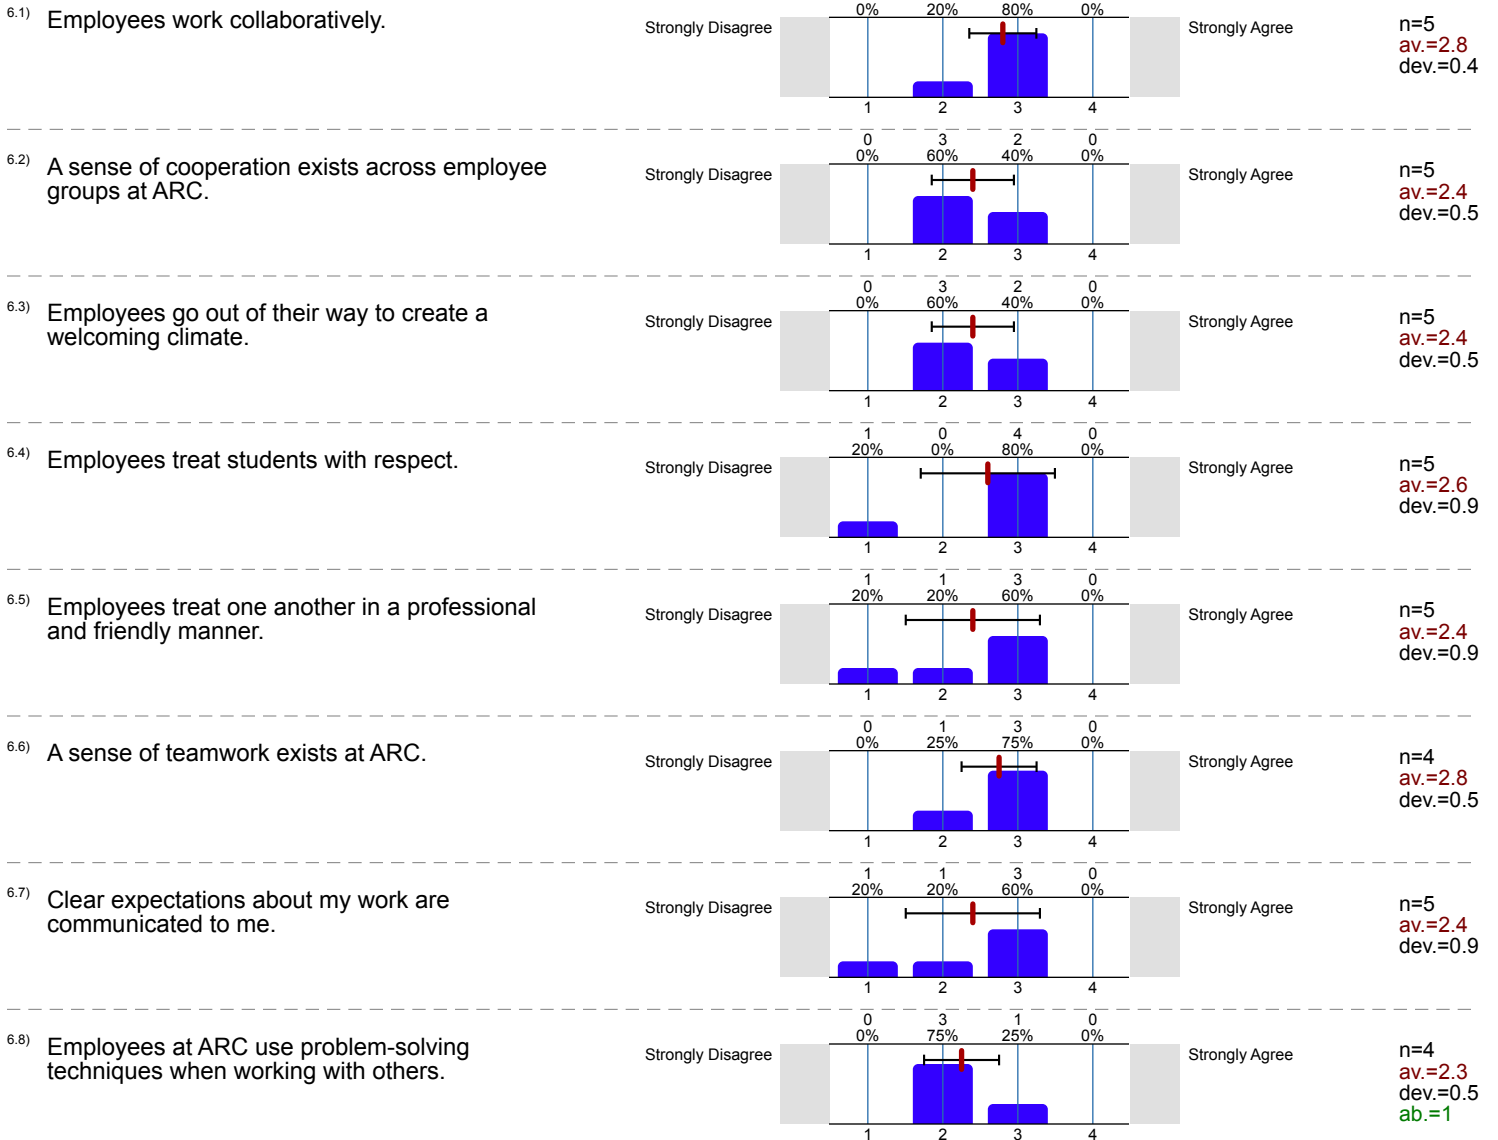 6.1) Employees work collaboratively.
Strongly Disagree
0% 20% 80% 0%
1 2 3 4
Strongly Agree
n=5
av.=2.8
dev.=0.4
6.2) A sense of cooperation exists across employee
groups at ARC.
Strongly Disagree
0 3 2 0
0% 60% 40% 0%
1 2 3 4
Strongly Agree
n=5
av.=2.4
dev.=0.5
6.3) Employees go out of their way to create a
welcoming climate.
Strongly Disagree
0 3 2 0
0% 60% 40% 0%
1 2 3 4
Strongly Agree
n=5
av.=2.4
dev.=0.5
6.4) Employees treat students with respect.
Strongly Disagree
1 0 4 0
20% 0% 80% 0%
1 2 3 4
Strongly Agree
n=5
av.=2.6
dev.=0.9
6.5) Employees treat one another in a professional
and friendly manner.
Strongly Disagree
1 1 3 0
20% 20% 60% 0%
1 2 3 4
Strongly Agree
n=5
av.=2.4
dev.=0.9
6.6) A sense of teamwork exists at ARC.
Strongly Disagree
0 1 3 0
0% 25% 75% 0%
1 2 3 4
Strongly Agree
n=4
av.=2.8
dev.=0.5
6.7) Clear expectations about my work are
communicated to me.
Strongly Disagree
1 1 3 0
20% 20% 60% 0%
1 2 3 4
Strongly Agree
n=5
av.=2.4
dev.=0.9
6.8) Employees at ARC use problem-solving
techniques when working with others.
Strongly Disagree
0 3 1 0
0% 75% 25% 0%
1 2 3 4
Strongly Agree
n=4
av.=2.3
dev.=0.5
ab.=1